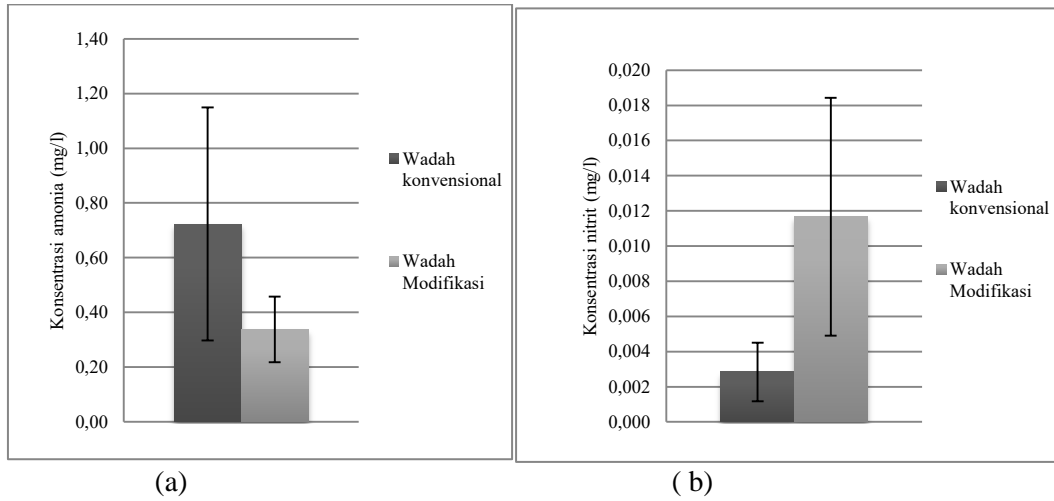 1,40
1,20
1,00
0,80
0,60
0,40
0,20
0,00
Konsentrasi amonia (mg/l)
Wadah
konvensional
Wadah
Modifikasi
(a)
0,020
0,018
0,016
0,014
0,012
0,010
0,008
0,006
0,004
0,002
0,000
Konsentrasi nitrit (mg/l)
Wadah
konvensional
Wadah
Modifikasi
( b)